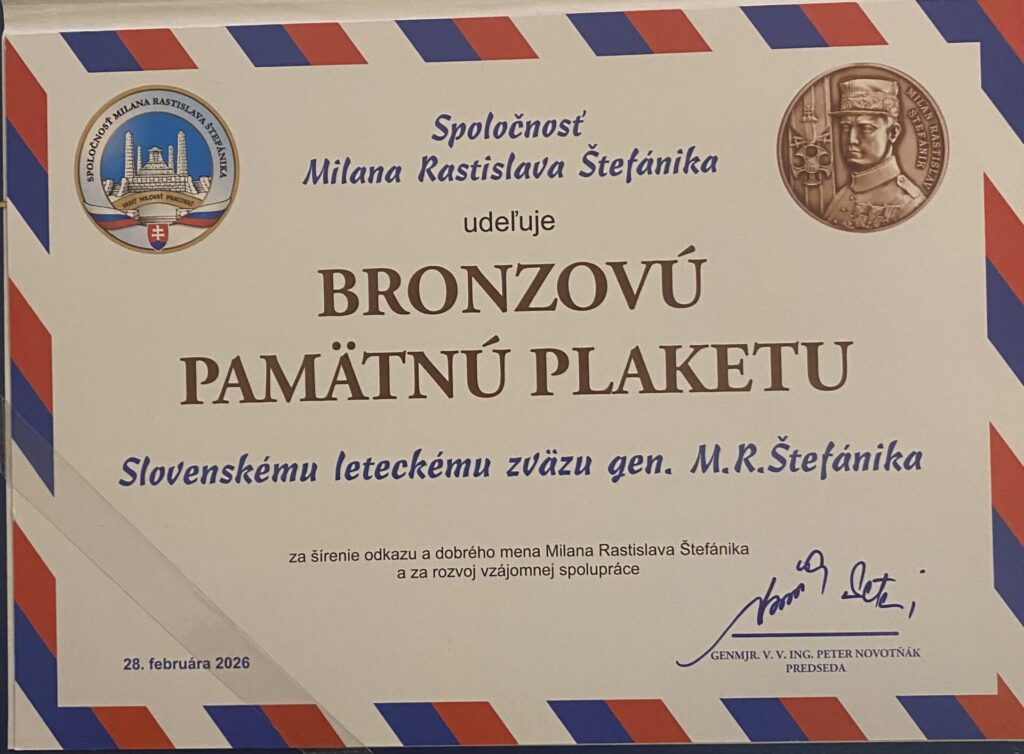 SPOLOČNOSŤ MILANA RASTISLAVA ŠTEFÁNIKA
VERIŤ MILOVAŤ PRACOVAŤ
MILAN RASTISLAV
ŠTEFÁNIK
Spoločnosť
Milana Rastislava Štefánika
udeľuje
BRONZOVÚ
PAMÄTNÚ PLAKETU
Slovenskému leteckému zväzu gen. M.R.Štefánika
za šírenie odkazu a dobrého mena Milana Rastislava Štefánika
a za rozvoj vzájomnej spolupráce
28. februára 2026
GENMJR. V. V. ING. PETER NOVOTŇÁK
PREDSEDA